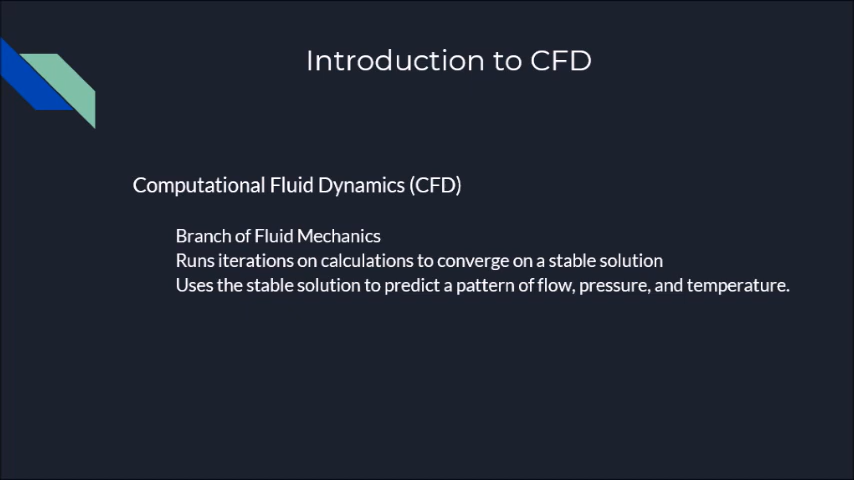 Introduction to CFD
Computational Fluid Dynamics (CFD)
Branch of Fluid Mechanics
Runs iterations on calculations to converge on a stable solution
Uses the stable solution to predict a pattern of flow, pressure, and temperature.